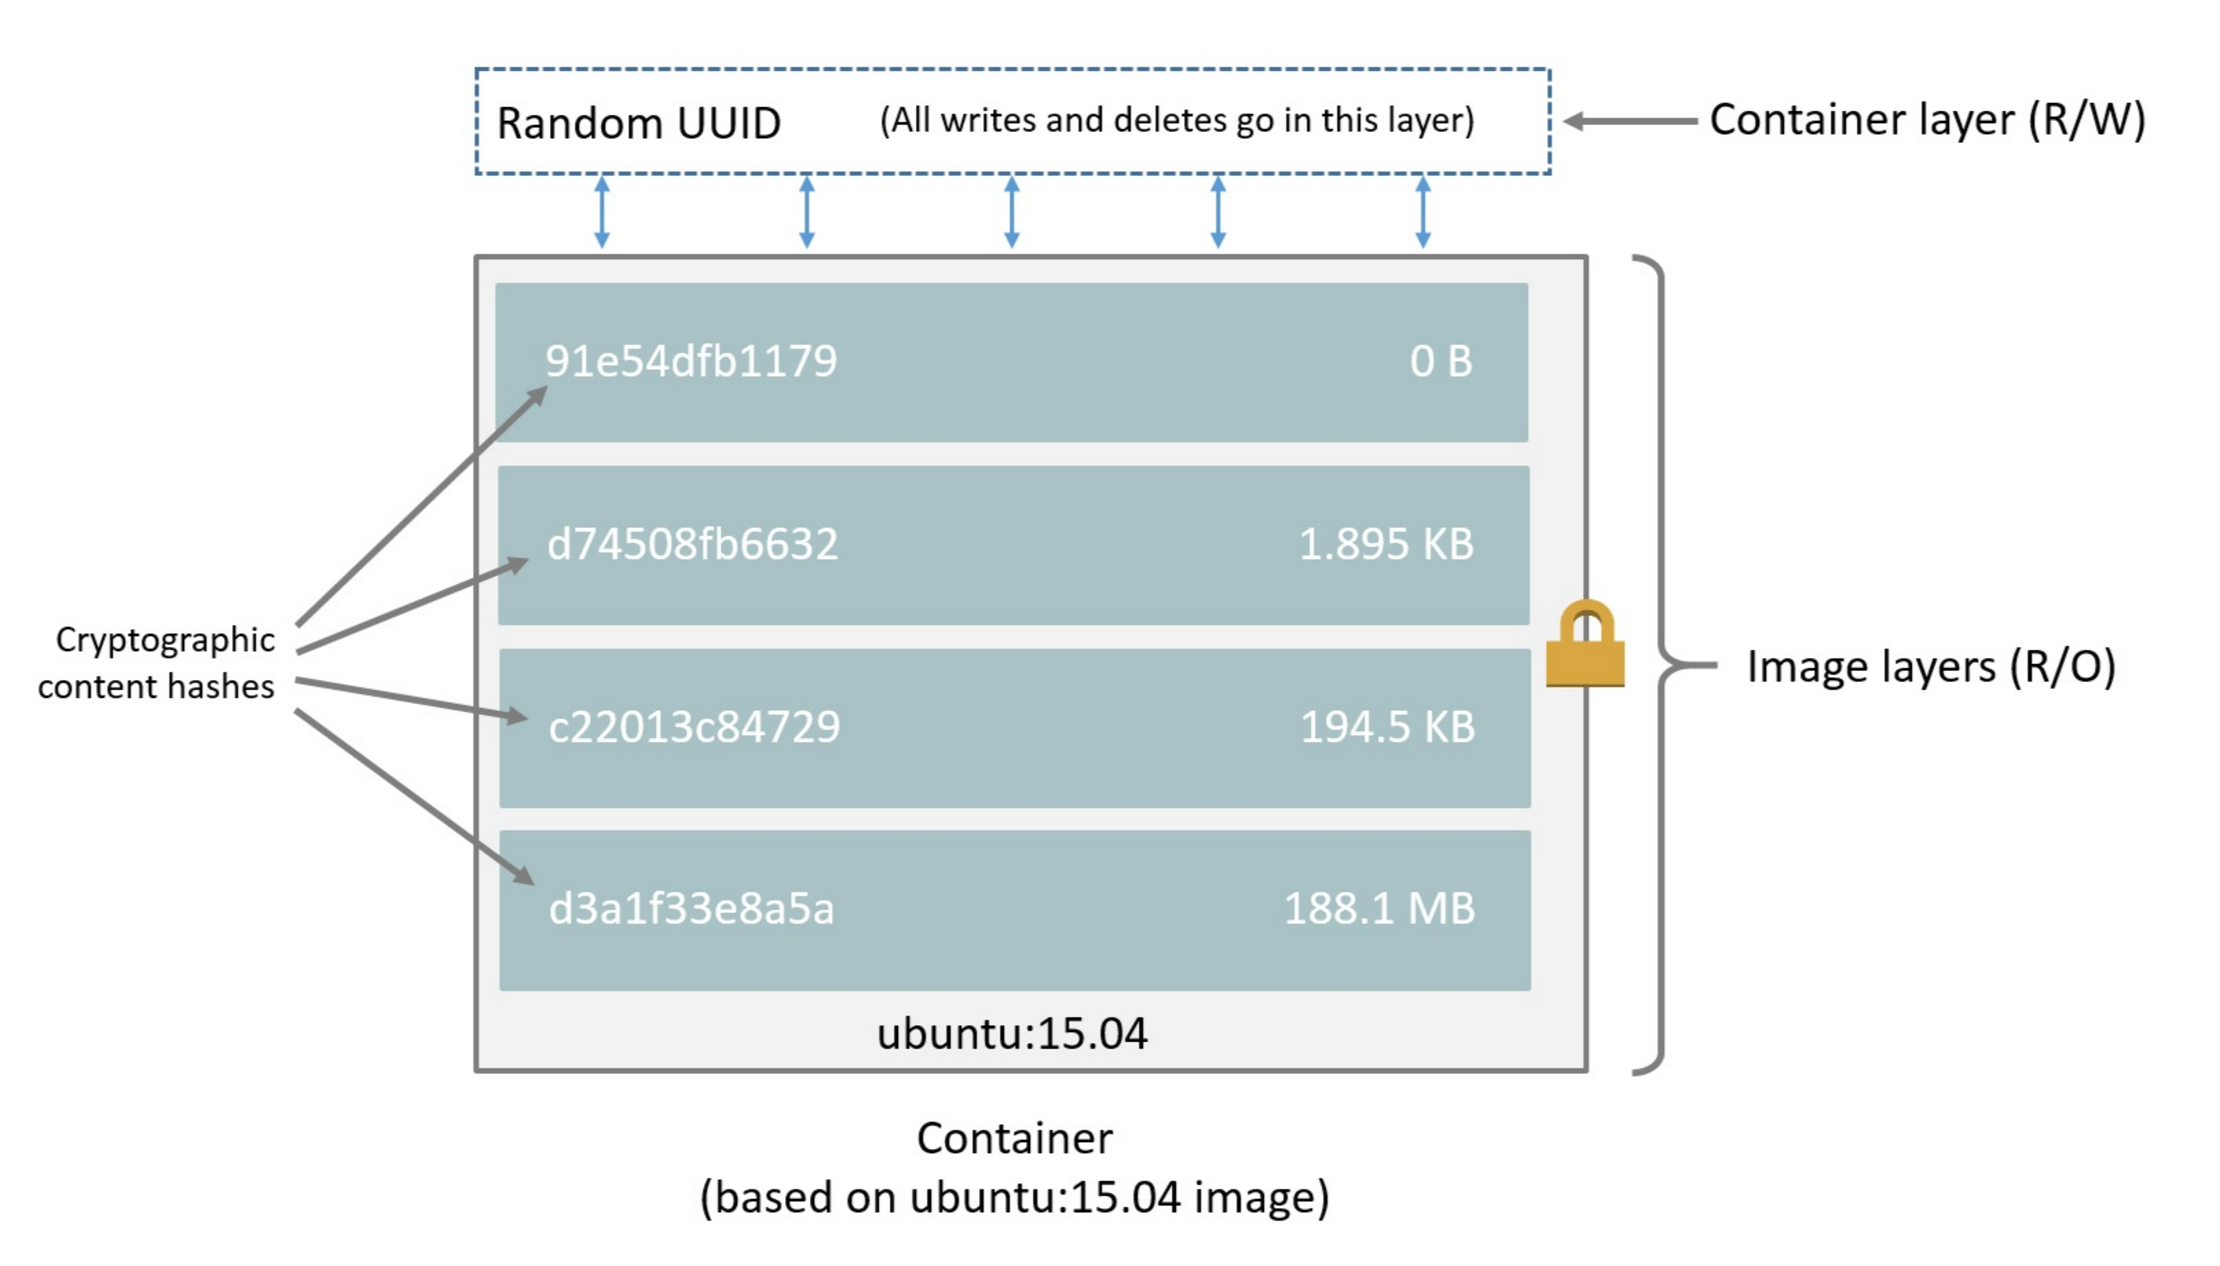 Random UUID (All writes and deletes go in this layer)
Container layer (R/W)
91e54dfb1179 0 B
d74508fb6632 1.895 KB
Cryptographic
content hashes
Image layers (R/O)
c22013c84729 194.5 KB
d3a1f33e8a5a 188.1 MB
ubuntu:15.04
Container
(based on ubuntu:15.04 image)